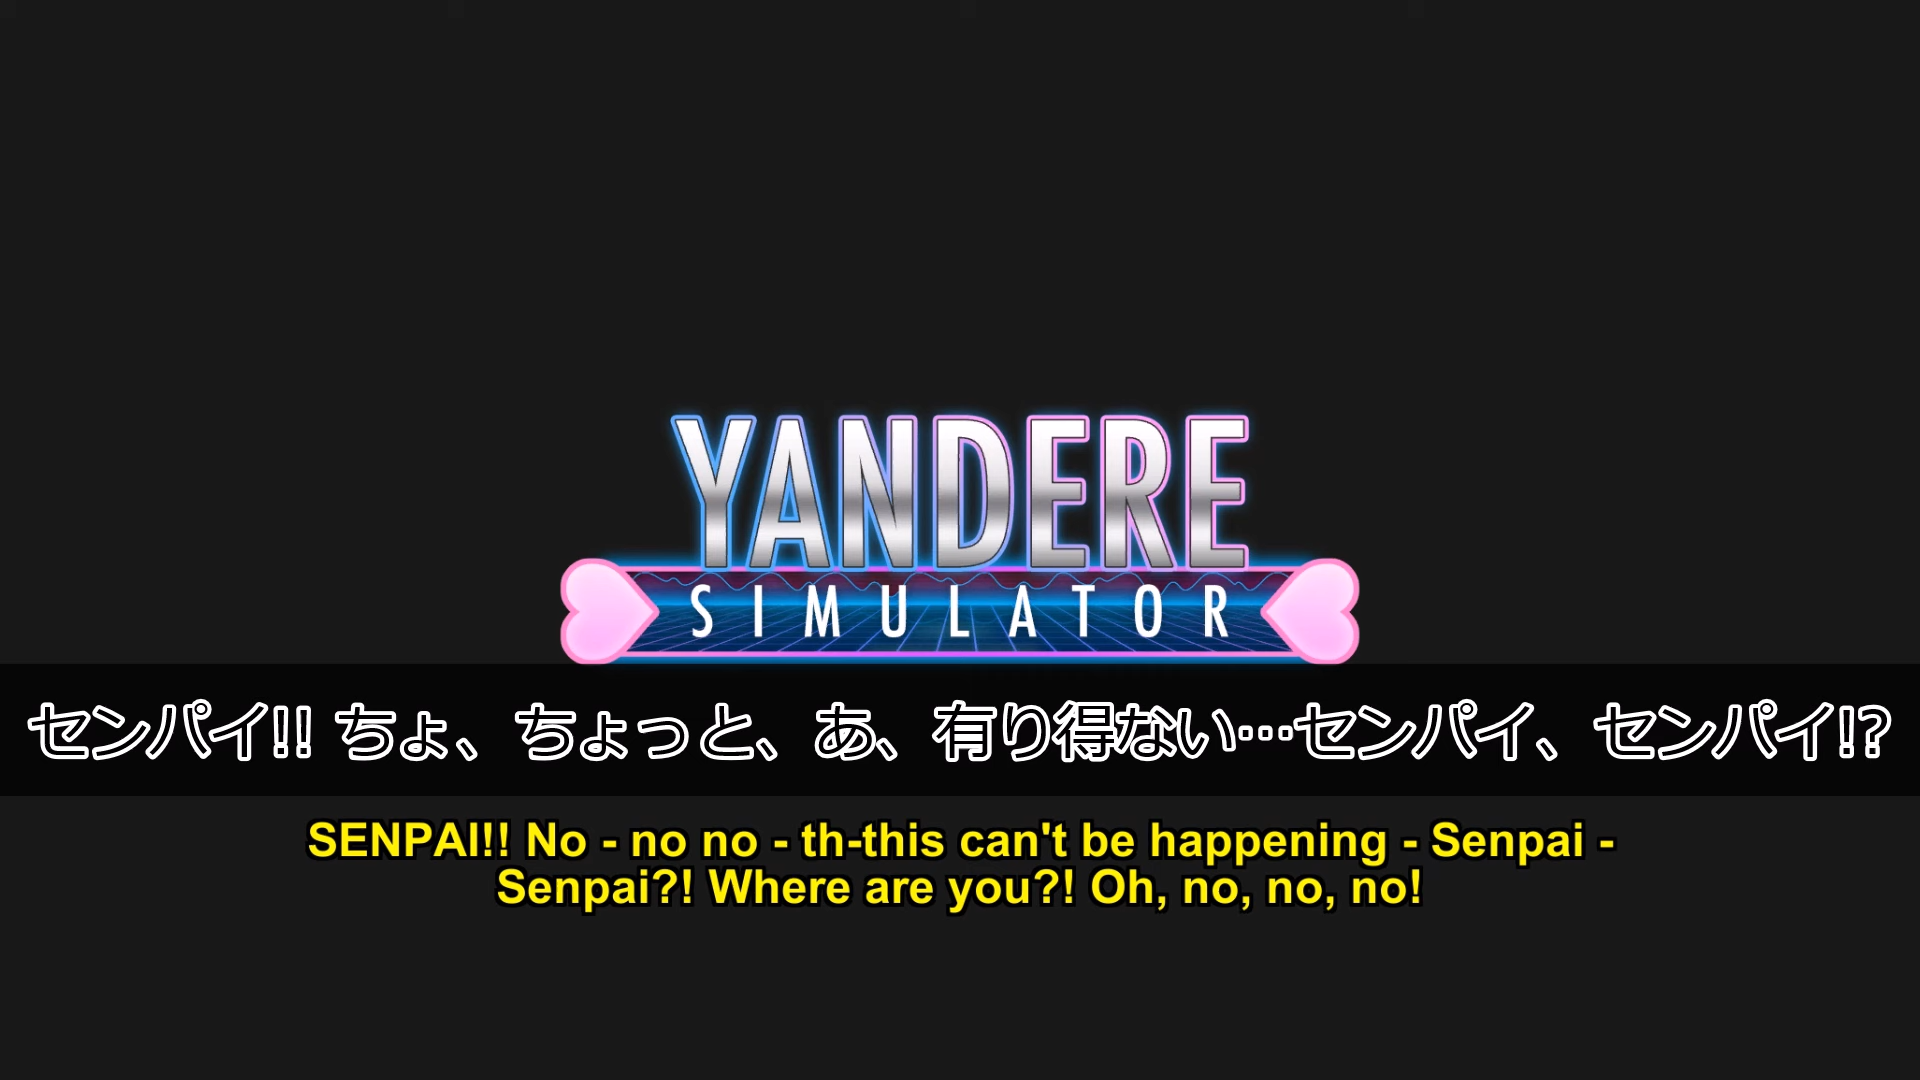 YANDERE
SIMULATOR
センパイ!! ちょ、ちょっと、あ、有り得ない…センパイ、センパイ!?
SENPAI!! No - no no - th-this can't be happening - Senpai -
Senpai?! Where are you?! Oh, no, no, no!